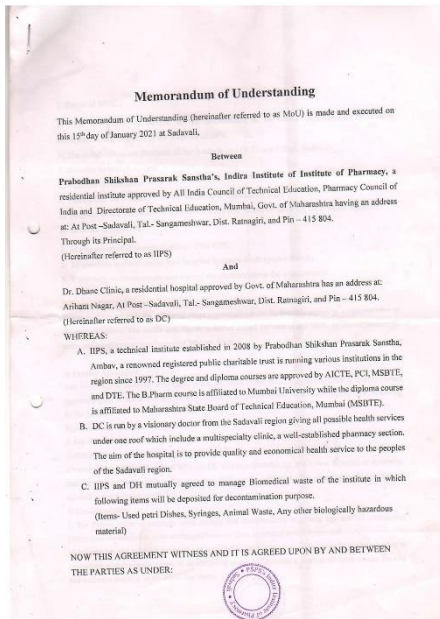 Memorandum of Understanding
This Memorandum of Understanding (hereinafter referred to as MoU) is made and executed on
this 15th day of January 2021 at Sadavali,
Between
Prabodhan Shikshan Prasarak Sanstha's, Indira Institute of Institute of Pharmacy, a
residential institute approved by All India Council of Technical Education, Pharmacy Council of
India and Directorate of Technical Education, Mumbai, Govt. of Maharashtra having an address
at: At Post –Sadavali, Tal.- Sangameshwar, Dist. Ratnagiri, and Pin – 415 804.
Through its Principal.
(Hereinafter referred to as IIPS)
And
Dr. Dhane Clinic, a residential hospital approved by Govt. of Maharashtra has an address at:
Arihant Nagar, At Post –Sadavali, Tal.- Sangameshwar, Dist. Ratnagiri, and Pin – 415 804.
(Hereinafter referred to as DC)
WHEREAS:
A. IIPS, a technical institute established in 2008 by Prabodhan Shikshan Prasarak Sanstha,
Ambav, a renowned registered public charitable trust is running various institutions in the
region since 1997. The degree and diploma courses are approved by AICTE, PCI, MSBTE,
and DTE. The B.Pharm course is affiliated to Mumbai University while the diploma course
is affiliated to Maharashtra State Board of Technical Education, Mumbai (MSBTE).
B. DC is run by a visionary doctor from the Sadavali region giving all possible health services
under one roof which include a multispecialty clinic, a well-established pharmacy section.
The aim of the hospital is to provide quality and economical health service to the peoples
of the Sadavali region.
C. IIPS and DH mutually agreed to manage Biomedical waste of the institute in which
following items will be deposited for decontamination purpose.
(Items- Used petri Dishes, Syringes, Animal Waste, Any other biologically hazardous
material)
NOW THIS AGREEMENT WITNESS AND IT IS AGREED UPON BY AND BETWEEN
THE PARTIES AS UNDER: